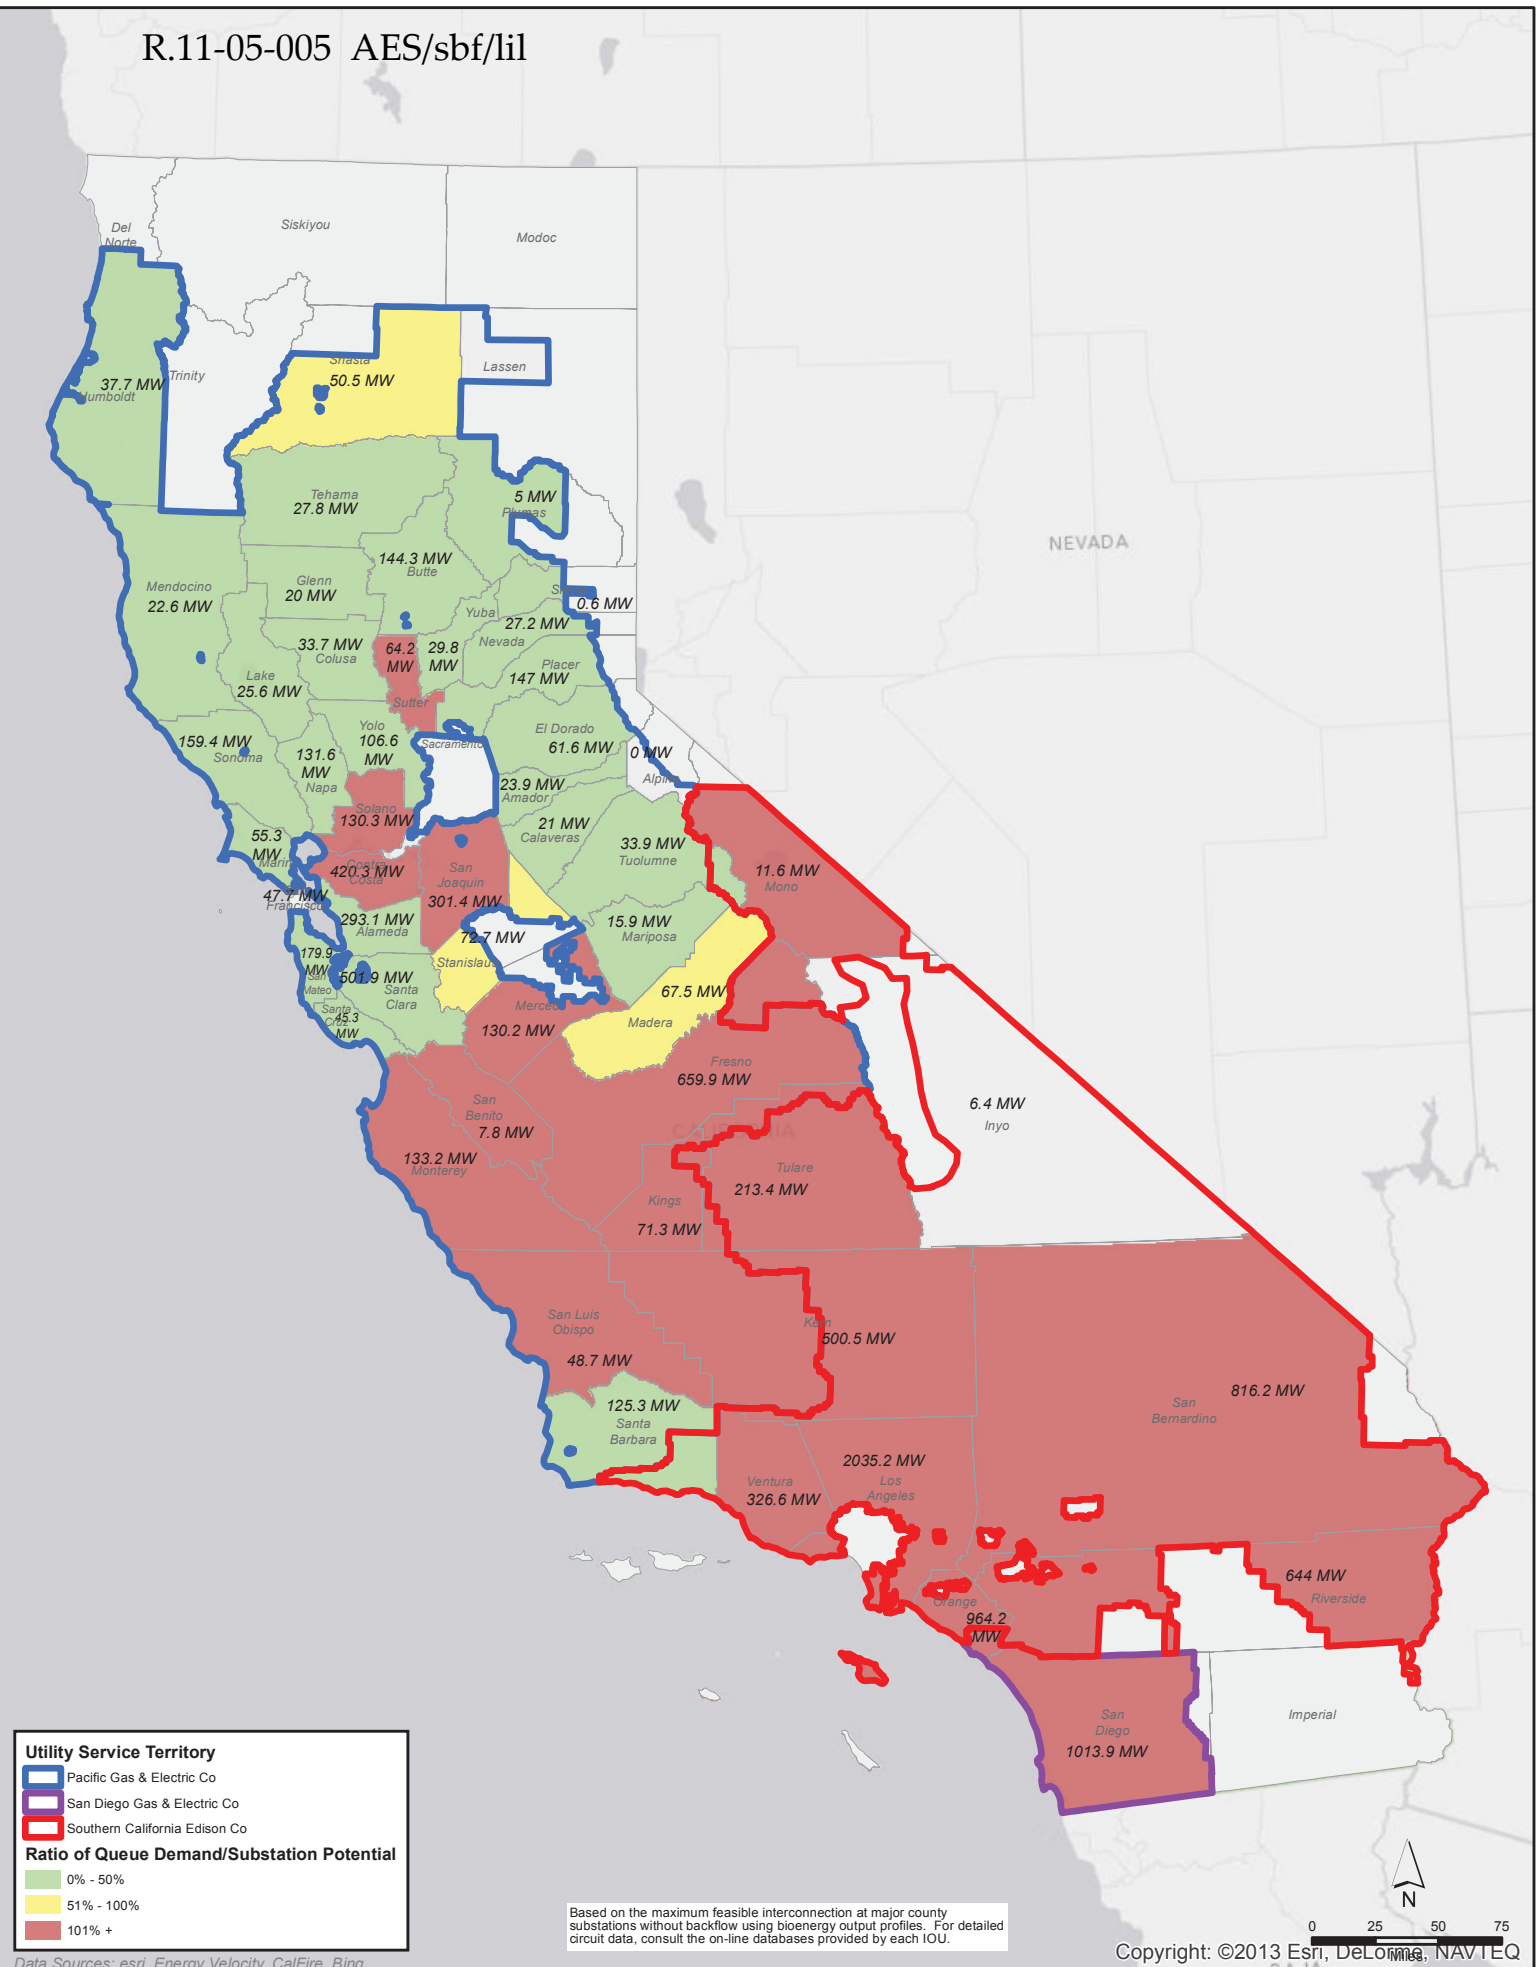 R.11-05-005 AES/sbf/lil
Del
Norte
Siskiyou
Modoc
Trinity
Shasta
50.5 MW
Lassen
37.7 MW
Humboldt
Tehama
27.8 MW
5 MW
Plumas
144.3 MW
Butte
Mendocino
22.6 MW
Glenn
20 MW
NEVADA
0.6 MW
Yuba
27.2 MW
Nevada
33.7 MW
Colusa
64.2
MW
29.8
MW
Placer
147 MW
Lake
25.6 MW
Sutter
Yolo
106.6
MW
El Dorado
61.6 MW
Sacramento
159.4 MW
Sonoma
131.6
MW
Napa
0 MW
Alpine
23.9 MW
Amador
Solano
130.3 MW
21 MW
Calaveras
33.9 MW
Tuolumne
55.3
MW
Marin
Contra
Costa
420.3 MW
San
Joaquin
301.4 MW
11.6 MW
Mono
47.7 MW
Francisco
293.1 MW
Alameda
15.9 MW
Mariposa
72.7 MW
Stanislaus
179.9
MW
San
Mateo
501.9 MW
Santa
Clara
67.5 MW
Madera
Santa
Cruz
45.3
MW
Merced
130.2 MW
Fresno
659.9 MW
San
Benito
7.8 MW
6.4 MW
Inyo
CALIFORNIA
133.2 MW
Monterey
Tulare
213.4 MW
Kings
71.3 MW
San Luis
Obispo
48.7 MW
Kern
500.5 MW
816.2 MW
San
Bernardino
125.3 MW
Santa
Barbara
2035.2 MW
Los
Angeles
Ventura
326.6 MW
644 MW
Riverside
Orange
964.2
MW
San
Diego
1013.9 MW
Imperial
Utility Service Territory
Pacific Gas & Electric Co
San Diego Gas & Electric Co
Southern California Edison Co
Ratio of Queue Demand/Substation Potential
0% - 50%
51% - 100%
101% +
Data Sources: esri, Energy Velocity, CalFire, Bing
Based on the maximum feasible interconnection at major county
substations without backflow using bioenergy output profiles. For detailed
circuit data, consult the on-line databases provided by each IOU.
N
0 25 50 75
Miles
Copyright: ©2013 Esri, DeLorme, NAVTEQ